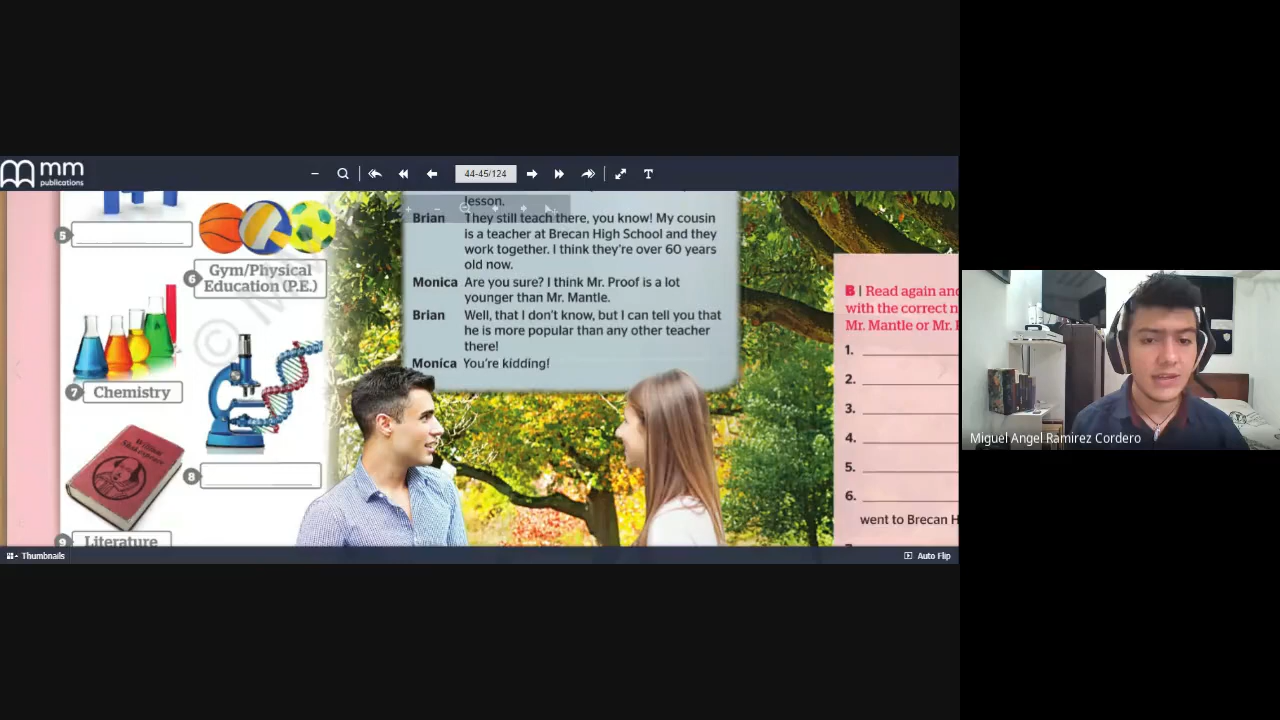 mm
publications
44-45/124
T
lesson.
Brian They still teach there, you know! My cousin
is a teacher at Brecan High School and they
work together. I think they're over 60 years
old now.
Monica Are you sure? I think Mr. Proof is a lot
younger than Mr. Mantle.
Brian Well, that I don't know, but I can tell you that
he is more popular than any other teacher
there!
Monica You're kidding!
5
6 Gym/Physical
Education (P.E.)
7 Chemistry
William
Shakespeare
8
9 Literature
B | Read again and
with the correct n
Mr. Mantle or Mr.
1.
2.
3.
4.
5.
6.
went to Brecan H
Thumbnails
Auto Flip
Miguel Angel Ramirez Cordero